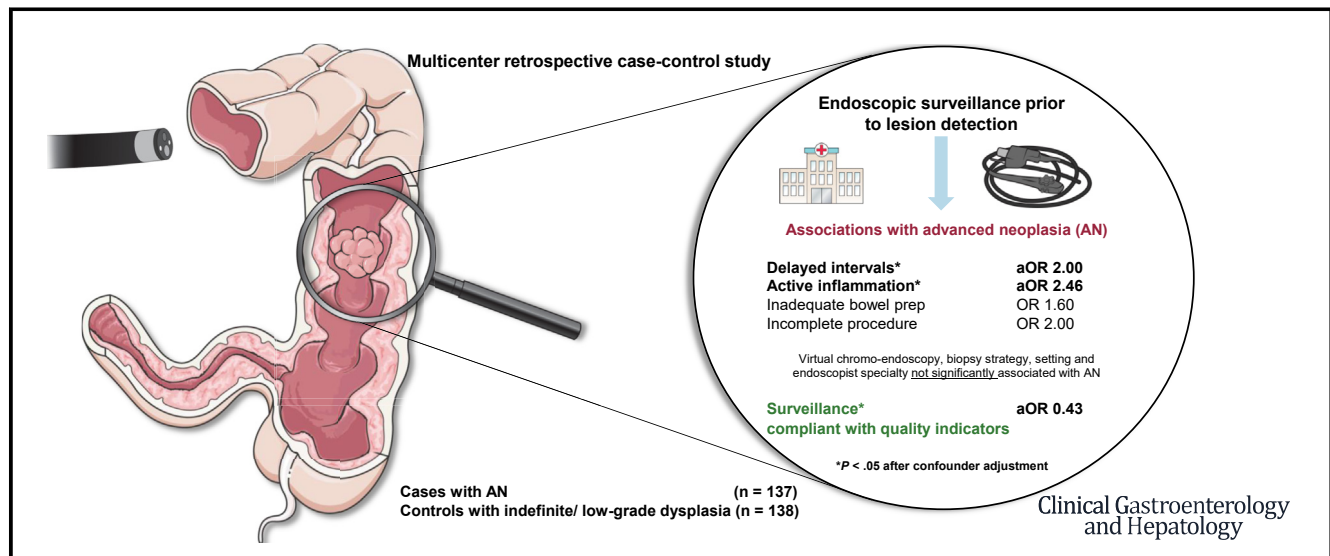 Multicenter retrospective case-control study
Endoscopic surveillance prior
to lesion detection
Associations with advanced neoplasia (AN)
Delayed intervals* aOR 2.00
Active inflammation* aOR 2.46
Inadequate bowel prep OR 1.60
Incomplete procedure OR 2.00
Virtual chromo-endoscopy, biopsy strategy, setting and
endoscopist specialty not significantly associated with AN
Surveillance* aOR 0.43
compliant with quality indicators
*P < .05 after confounder adjustment
Cases with AN (n = 137)
Controls with indefinite/ low-grade dysplasia (n = 138)
Clinical Gastroenterology
and Hepatology